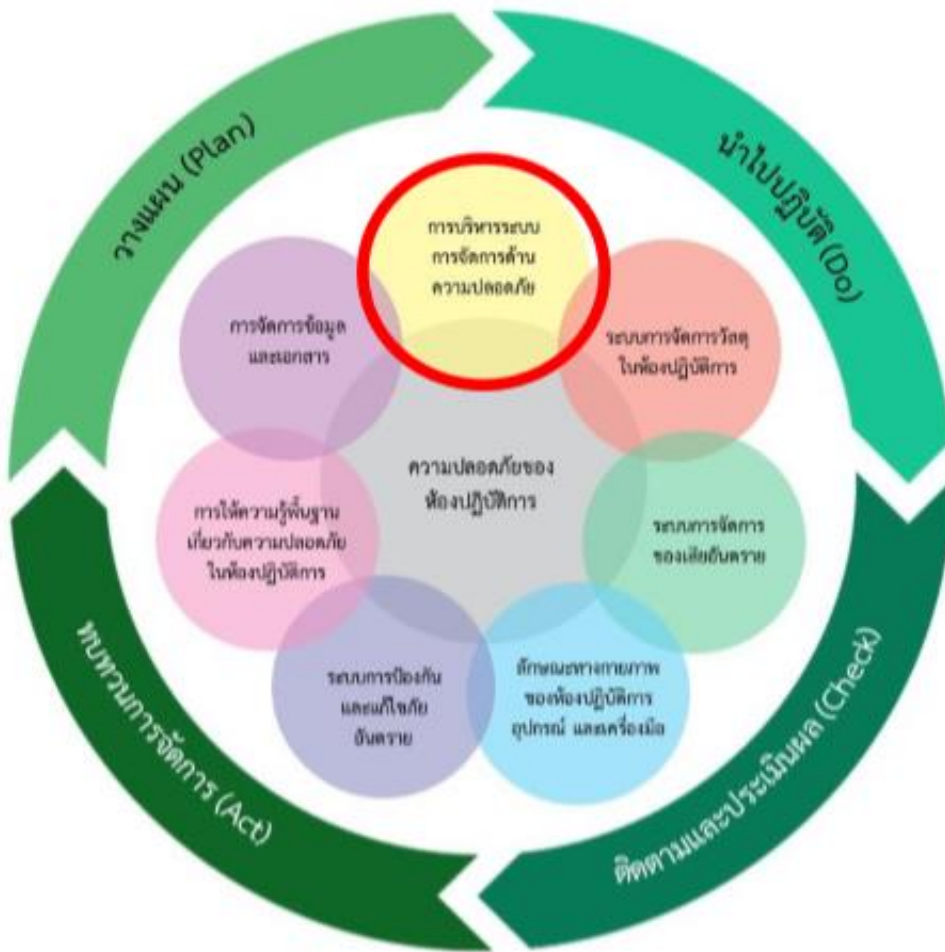 วางแผน (Plan)
นำไปปฏิบัติ (Do)
การบริหารระบบ
การจัดการด้าน
ความปลอดภัย
การจัดการข้อมูล
และเอกสาร
ระบบการจัดการวัสดุ
ในห้องปฏิบัติการ
ความปลอดภัยของ
ห้องปฏิบัติการ
การให้ความรู้พื้นฐาน
เกี่ยวกับความปลอดภัย
ในห้องปฏิบัติการ
ระบบการจัดการ
ของเสียอันตราย
ระบบการป้องกัน
และแก้ไขภัย
อันตราย
ลักษณะทางกายภาพ
ของห้องปฏิบัติการ
อุปกรณ์ และเครื่องมือ
ทบทวนการจัดการ (Act)
ติดตามและประเมินผล (Check)